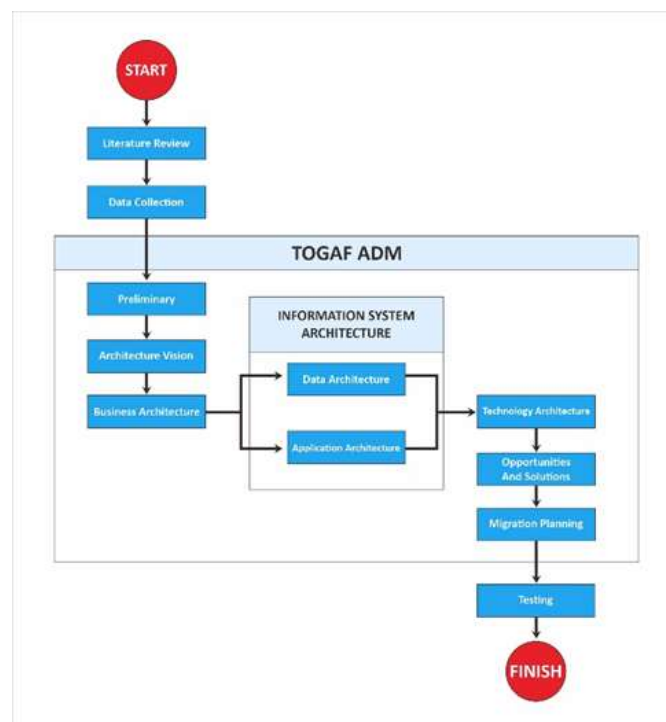 START
Literature Review
Data Collection
TOGAF ADM
Preliminary
Architecture Vision
Business Architecture
INFORMATION SYSTEM
ARCHITECTURE
Data Architecture
Application Architecture
Technology Architecture
Opportunities
And Solutions
Migration Planning
Testing
FINISH